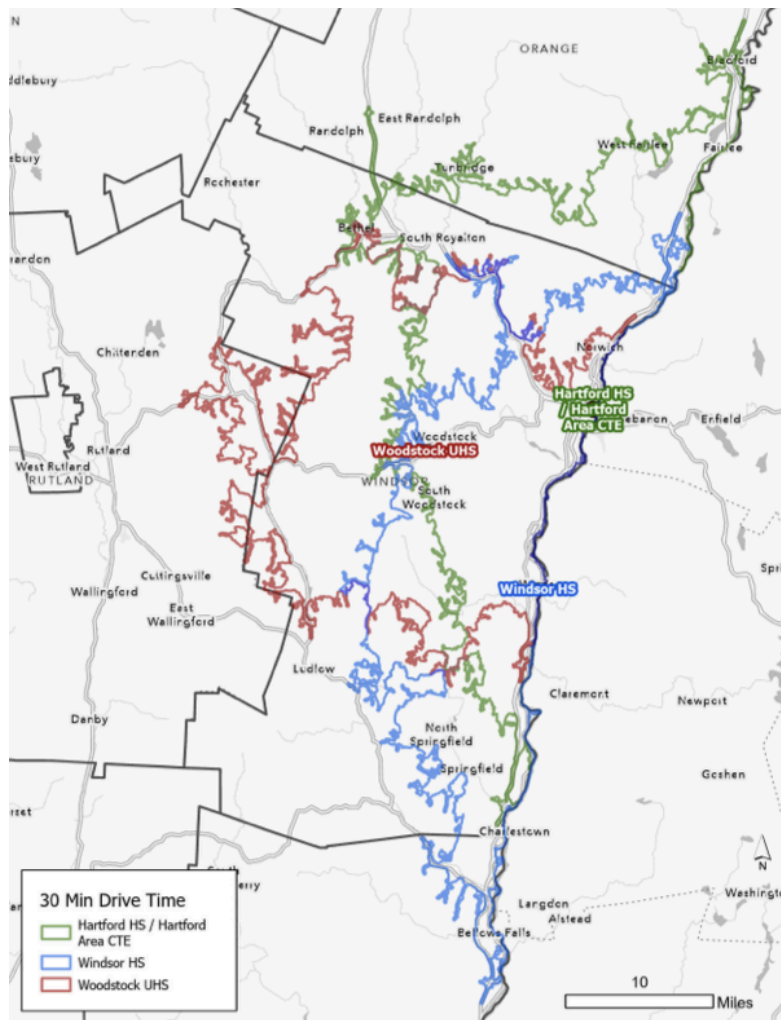 ORANGE
Bradford
East Randolph
Randolph
West Fairlee
Fairlee
Tunbridge
Rochester
Bethel
South Royalton
Chittenden
Norwich
Hartford HS
/ Hartford
Area CTE
Enfield
Woodstock
Woodstock UHS
Rutland
West Rutland
RUTLAND
WINDSOR
South
Woodstock
Windsor HS
Cuttingsville
Wallingford
East
Wallingford
Ludlow
Claremont
Newport
Danby
North
Springfield
Springfield
Goshen
Charlestown
N
Langdon
Alstead
Bellows Falls
30 Min Drive Time
Hartford HS / Hartford
Area CTE
Windsor HS
Woodstock UHS
10
Miles